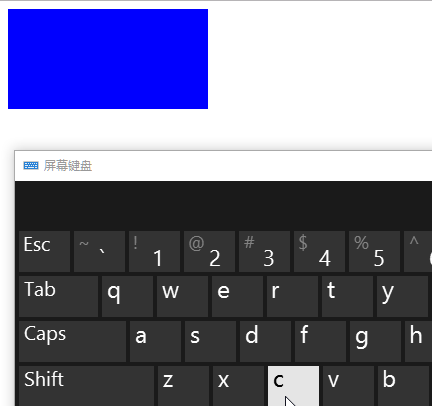 屏幕键盘
Esc ~ ` ! 1 @ 2 # 3 $ 4 % 5 ^
Tab q w e r t y
Caps a s d f g h
Shift z x c v b